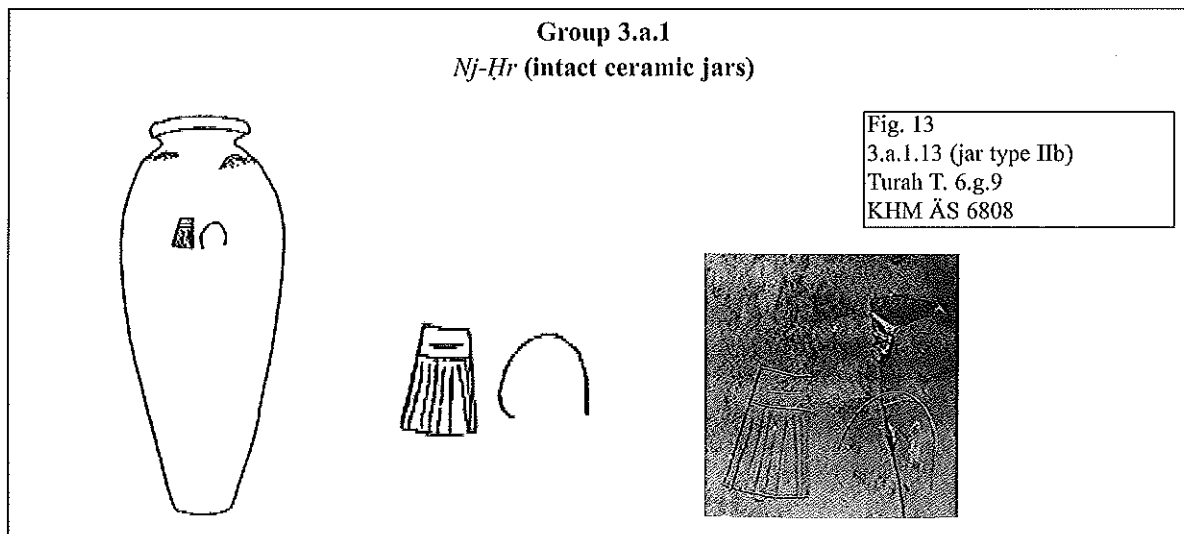 Group 3.a.1
Nj-Ḥr (intact ceramic jars)
Fig. 13
3.a.1.13 (jar type IIb)
Turah T. 6.g.9
KHM ÄS 6808